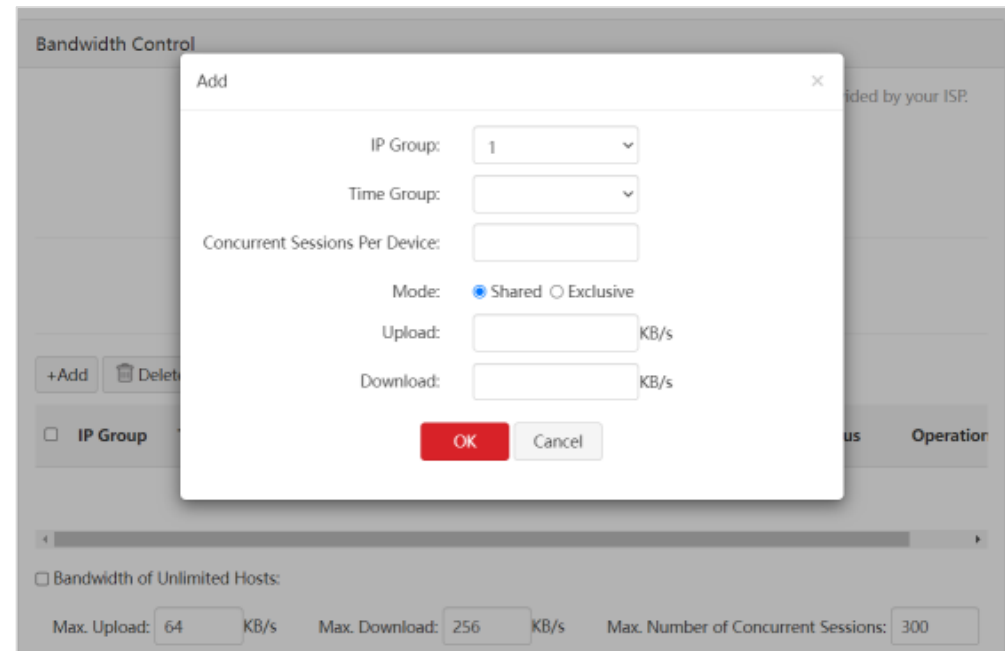 Bandwidth Control
Add ×
ided by your ISP.
IP Group: 1
Time Group:
Concurrent Sessions Per Device:
Mode: Shared Exclusive
Upload: KB/s
Download: KB/s
+Add Delete
OK Cancel
IP Group us Operation
Bandwidth of Unlimited Hosts:
Max. Upload: 64 KB/s Max. Download: 256 KB/s Max. Number of Concurrent Sessions: 300